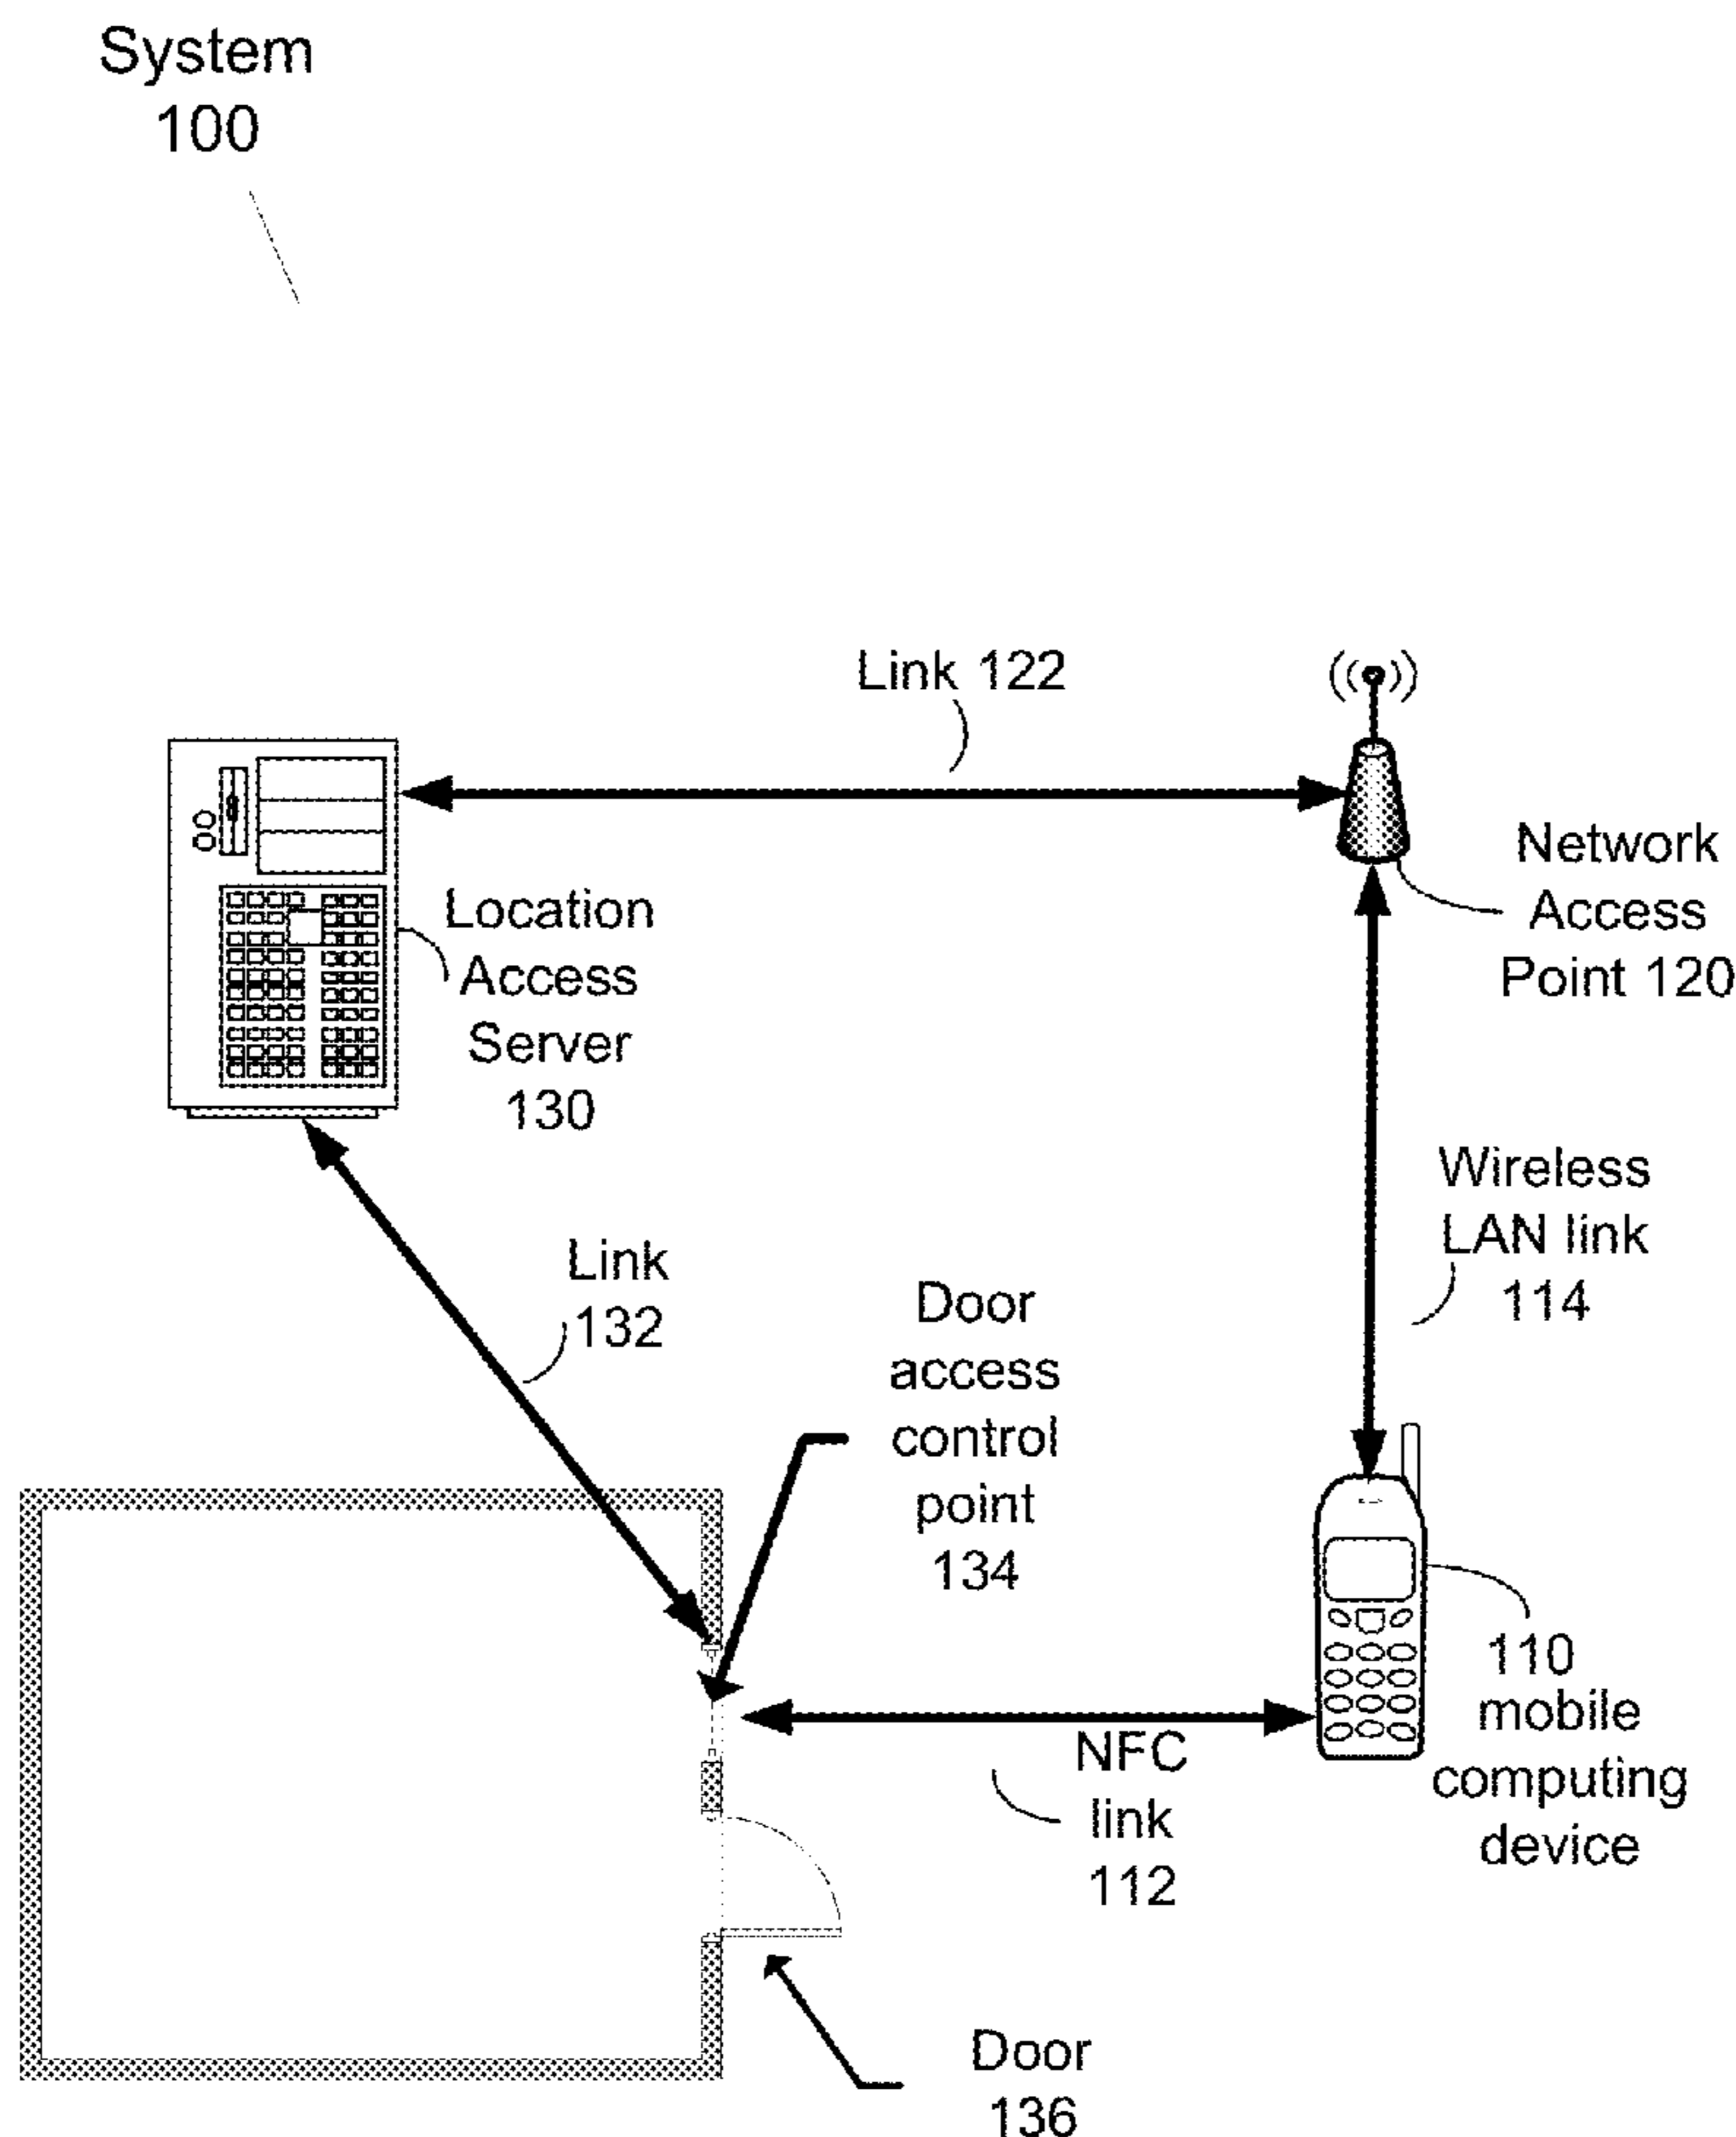 System
100
Link 122
Network
Access
Point 120
Location
Access
Server
130
Wireless
LAN link
114
Link
132
Door
access
control
point
134
110
mobile
computing
device
NFC
link
112
Door
136